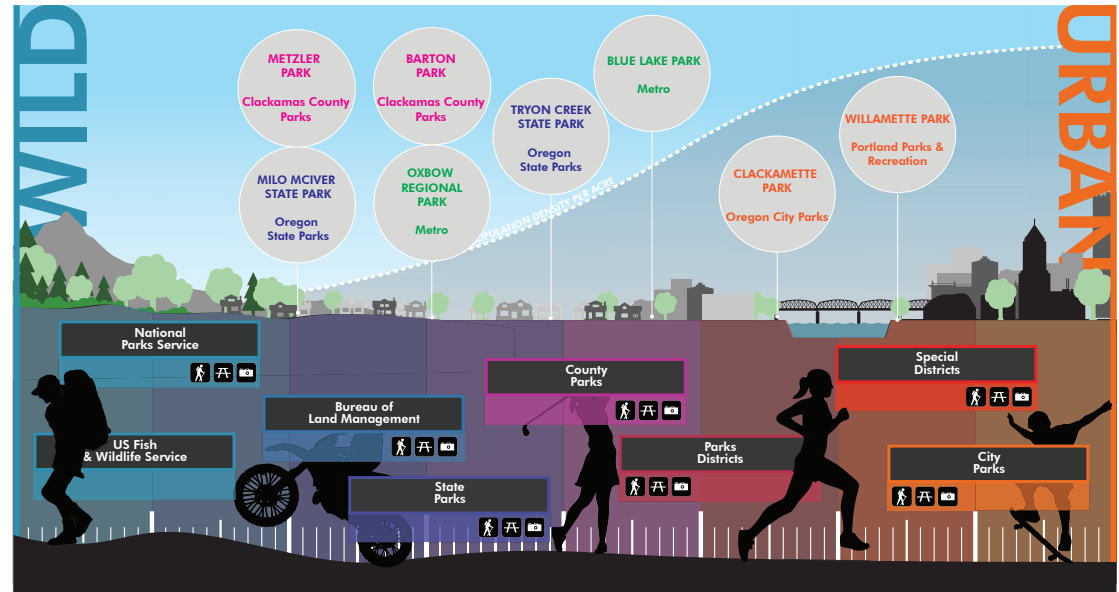 WILD
URBAN
METZLER
PARK
Clackamas County
Parks
BARTON
PARK
Clackamas County
Parks
BLUE LAKE PARK
Metro
TRYON CREEK
STATE PARK
Oregon
State Parks
WILLAMETTE PARK
Portland Parks &
Recreation
MILO MCIVER
STATE PARK
Oregon
State Parks
OXBOW
REGIONAL
PARK
Metro
CLACKAMETTE
PARK
Oregon City Parks
DENSITY PER ACRE
National
Parks Service
US Fish
& Wildlife Service
Bureau of
Land Management
State
Parks
County
Parks
Parks
Districts
Special
Districts
City
Parks